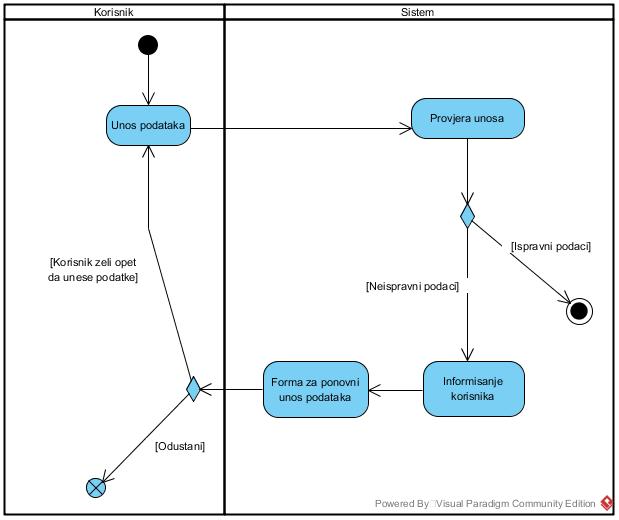 Korisnik
Sistem
Unos podataka
Provjera unosa
[Ispravni podaci]
[Korisnik zeli opet
da unese podatke]
[Neispravni podaci]
Forma za ponovni
unos podataka
Informisanje
korisnika
[Odustani]
Powered By Visual Paradigm Community Edition